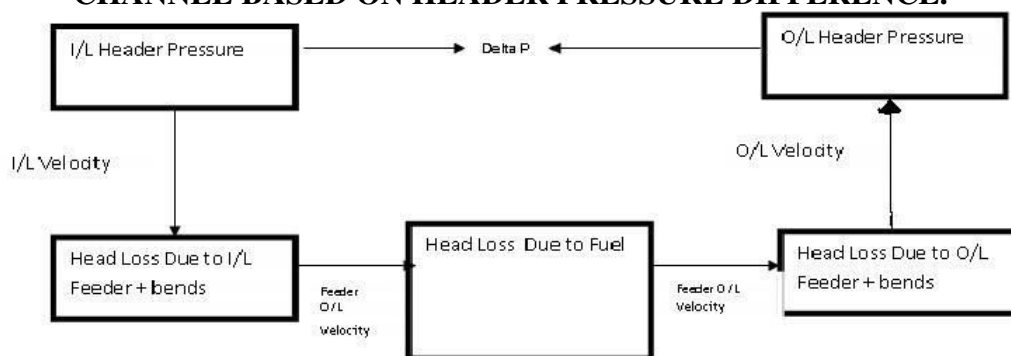 CHANNEL BASED ON HEADER PRESSURE DIFFERENCE.
I/L Header Pressure
Delta P
O/L Header Pressure
I/L Velocity
O/L Velocity
Head Loss Due to I/L
Feeder + bends
Feeder
O/L
Velocity
Head Loss Due to Fuel
Feeder O/L
Velocity
Head Loss Due to O/L
Feeder + bends